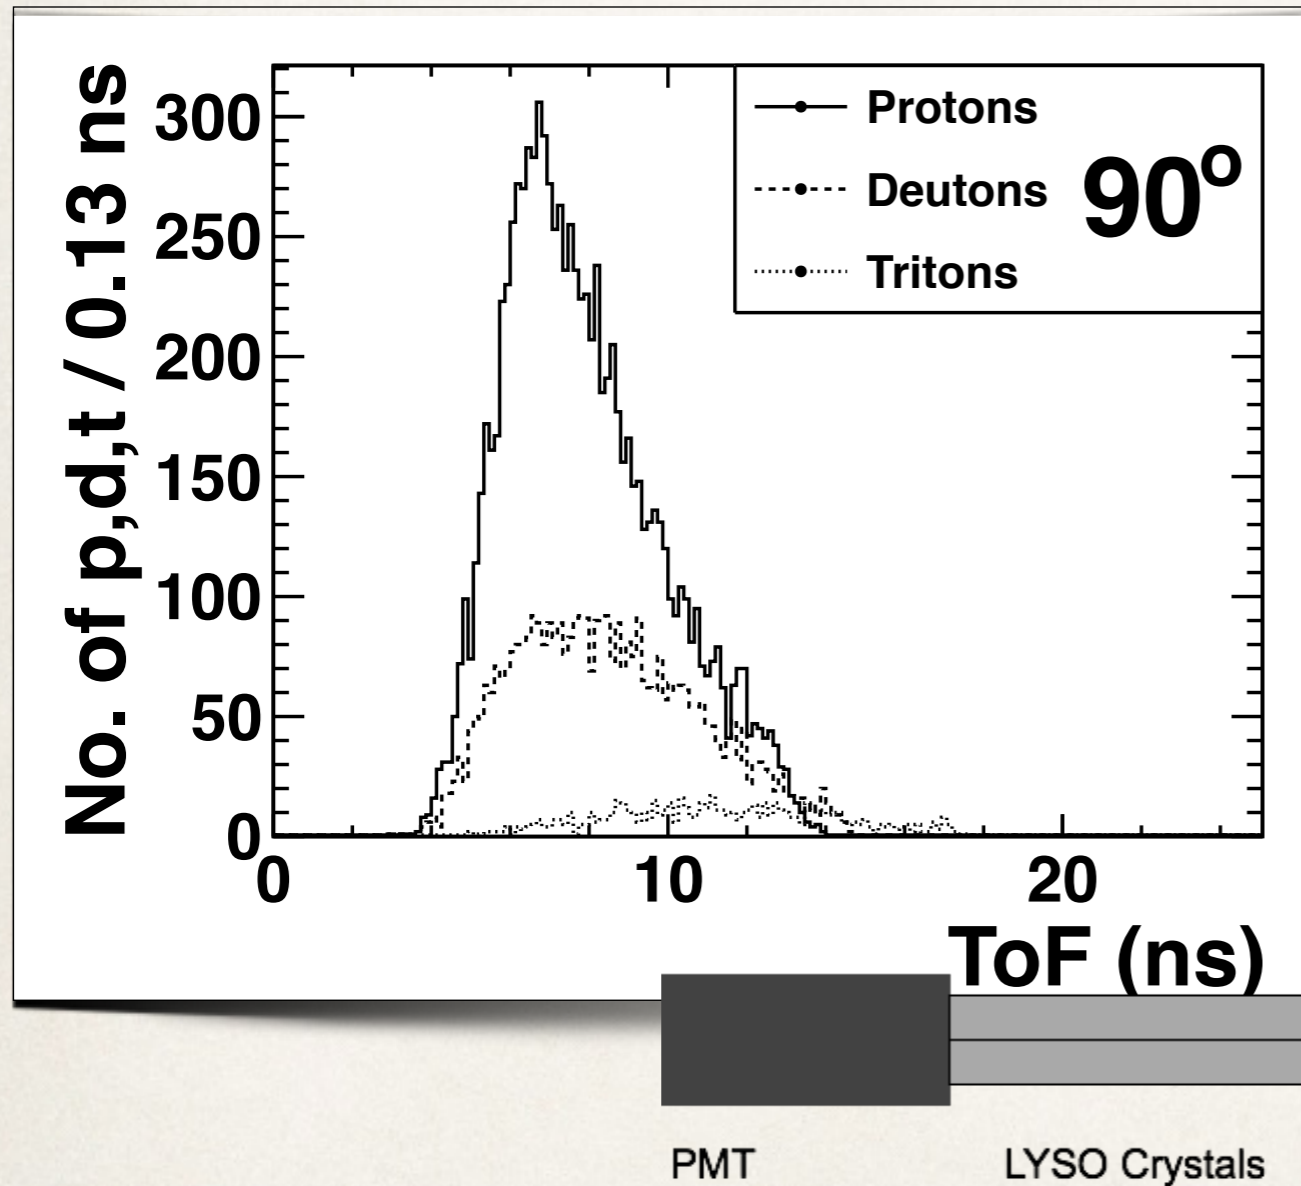 No. of p,d,t / 0.13 ns
300
250
200
150
100
50
0
0 10 20
ToF (ns)
Protons
Deutons
Tritons
90º
PMT
LYSO Crystals